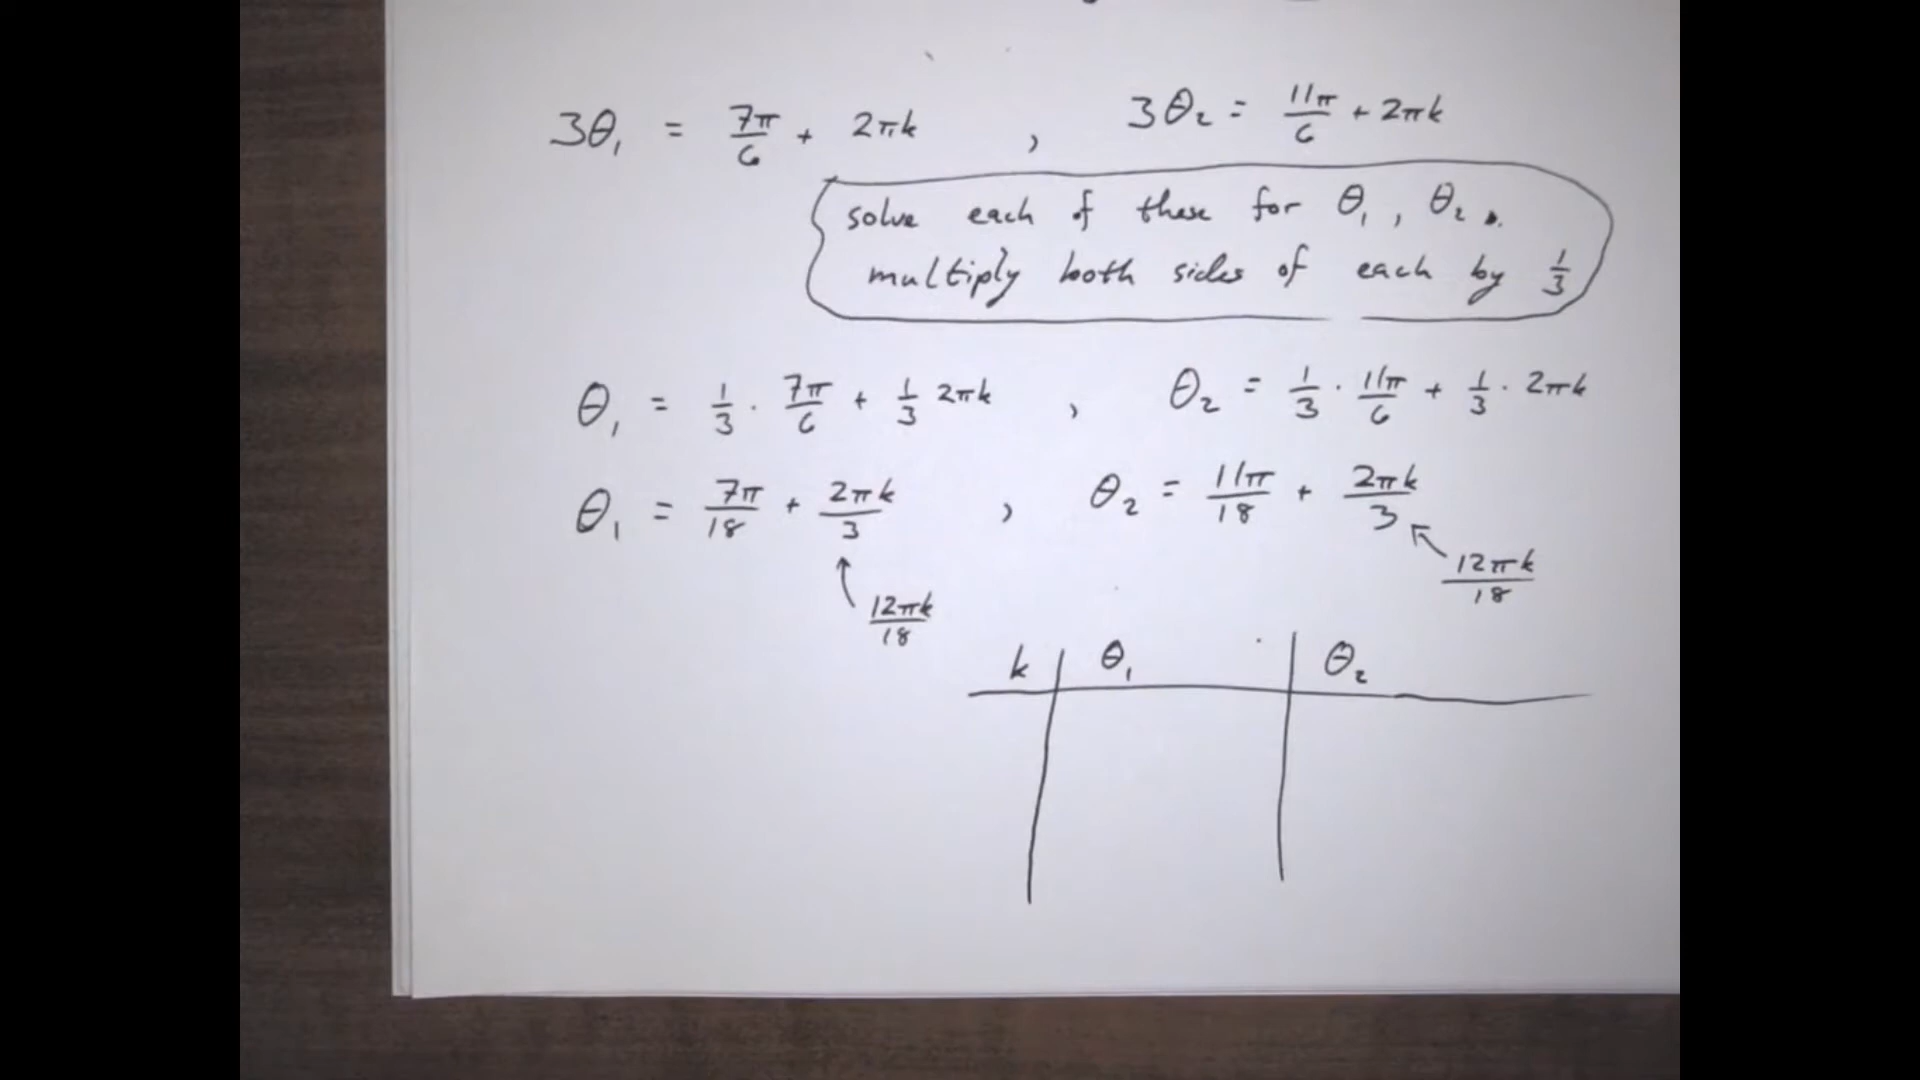 3θ₁ = 7π/6 + 2πk , 3θ₂ = 11π/6 + 2πk
solve each of these for θ₁, θ₂.
multiply both sides of each by 1/3
θ₁ = 1/3 · 7π/6 + 1/3 2πk , θ₂ = 1/3 · 11π/6 + 1/3 · 2πk
θ₁ = 7π/18 + 2πk/3 , θ₂ = 11π/18 + 2πk/3
12πk/18
12πk/18
k θ₁ θ₂